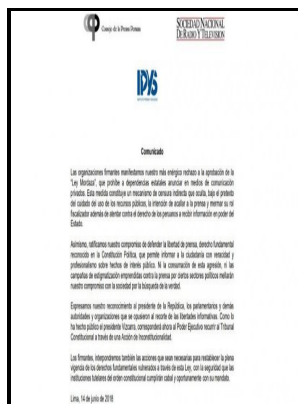 Consejo de la Prensa Peruana
SOCIEDAD NACIONAL
DE RADIO Y TELEVISION
IPYS
Comunicado
Las organizaciones firmantes manifestamos nuestro más enérgico rechazo a la aprobación de la
"Ley Mordaza", que prohíbe a dependencias estatales anunciar en medios de comunicación
privados. Esta medida constituye un mecanismo de censura indirecta que oculta, bajo el pretexto
del cuidado del uso de los recursos públicos, la intención de acallar a la prensa y mermar su rol
fiscalizador además de atentar contra el derecho de los peruanos a recibir información en poder del
Estado.
Asimismo, ratificamos nuestro compromiso de defender la libertad de prensa, derecho fundamental
reconocido en la Constitución Política, que permite informar a la ciudadanía con veracidad y
profesionalismo sobre hechos de interés público. Ni la consumación de esta agresión, ni las
campañas de estigmatización emprendidas contra la prensa por ciertos sectores políticos mellarán
nuestro compromiso con la sociedad por la búsqueda de la verdad.
Expresamos nuestro reconocimiento al presidente de la República, los parlamentarios y demás
autoridades y organizaciones que se opusieron al recorte de las libertades informativas. Como lo
ha hecho público el presidente Vizcarra, corresponderá ahora al Poder Ejecutivo recurrir al Tribunal
Constitucional a través de una Acción de Inconstitucionalidad.
Los firmantes, interpondremos también las acciones que sean necesarias para restablecer la plena
vigencia de los derechos fundamentales vulnerados a través de esta Ley, con la seguridad que las
instituciones tutelares del orden constitucional cumplirán cabal y oportunamente con su mandato.
Lima, 14 de junio de 2018